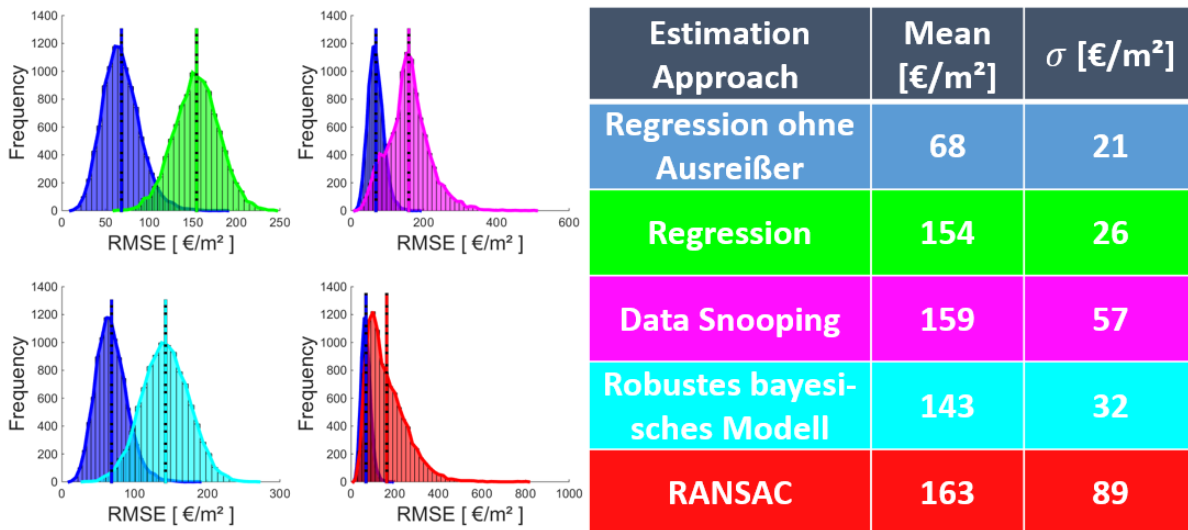 1400
1200
1000
800
600
400
200
0
Frequency
0 50 100 150 200 250
RMSE [ €/m² ]
1400
1200
1000
800
600
400
200
0
Frequency
0 200 400 600
RMSE [ €/m² ]
1400
1200
1000
800
600
400
200
0
Frequency
0 100 200 300
RMSE [ €/m² ]
1400
1200
1000
800
600
400
200
0
Frequency
0 200 400 600 800 1000
RMSE [ €/m² ]
Estimation
Approach
Mean
[€/m²]
σ [€/m²]
Regression ohne
Ausreißer
68
21
Regression
154
26
Data Snooping
159
57
Robustes bayesi-
sches Modell
143
32
RANSAC
163
89